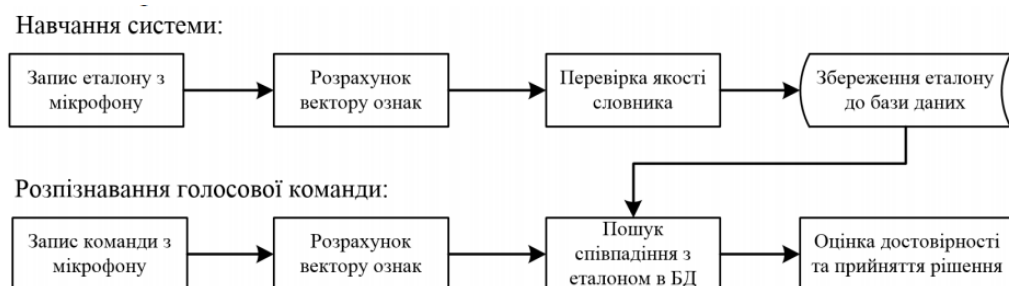 Навчання системи:
Запис еталону з
мікрофону
Розрахунок
вектору ознак
Перевірка якості
словника
Збереження еталону
до бази даних
Розпізнавання голосової команди:
Запис команди з
мікрофону
Розрахунок
вектору ознак
Пошук
співпадіння з
еталоном в БД
Оцінка достовірності
та прийняття рішення